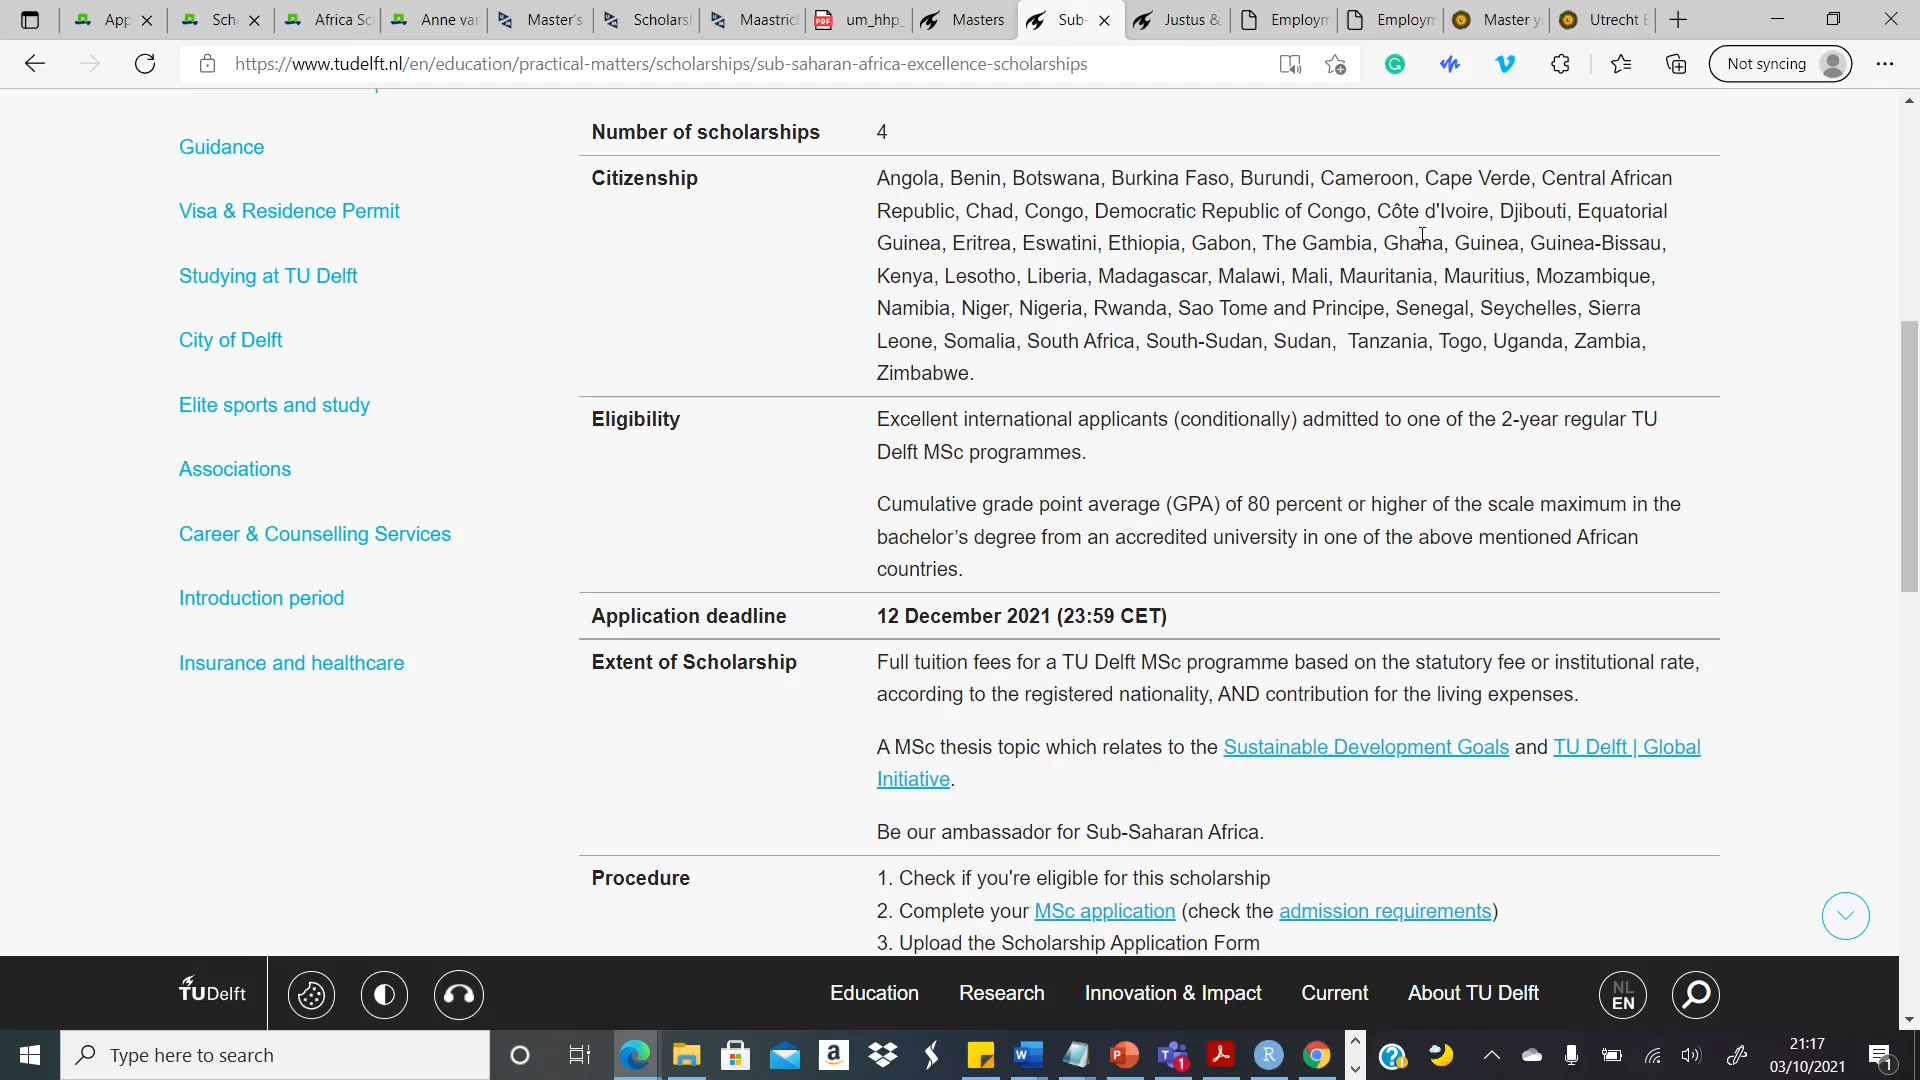 App
Sch
Africa Sc
Anne var
Master's
Scholars
Maastric
PDF
um_hhp_
Masters
Sub-
Justus &
Employm
Employm
Master y
Utrecht E
https://www.tudelft.nl/en/education/practical-matters/scholarships/sub-saharan-africa-excellence-scholarships
Not syncing
Guidance
Visa & Residence Permit
Studying at TU Delft
City of Delft
Elite sports and study
Associations
Career & Counselling Services
Introduction period
Insurance and healthcare
Number of scholarships
4
Citizenship
Angola, Benin, Botswana, Burkina Faso, Burundi, Cameroon, Cape Verde, Central African
Republic, Chad, Congo, Democratic Republic of Congo, Côte d'Ivoire, Djibouti, Equatorial
Guinea, Eritrea, Eswatini, Ethiopia, Gabon, The Gambia, Ghana, Guinea, Guinea-Bissau,
Kenya, Lesotho, Liberia, Madagascar, Malawi, Mali, Mauritania, Mauritius, Mozambique,
Namibia, Niger, Nigeria, Rwanda, Sao Tome and Principe, Senegal, Seychelles, Sierra
Leone, Somalia, South Africa, South-Sudan, Sudan, Tanzania, Togo, Uganda, Zambia,
Zimbabwe.
Eligibility
Excellent international applicants (conditionally) admitted to one of the 2-year regular TU
Delft MSc programmes.
Cumulative grade point average (GPA) of 80 percent or higher of the scale maximum in the
bachelor's degree from an accredited university in one of the above mentioned African
countries.
Application deadline
12 December 2021 (23:59 CET)
Extent of Scholarship
Full tuition fees for a TU Delft MSc programme based on the statutory fee or institutional rate,
according to the registered nationality, AND contribution for the living expenses.
A MSc thesis topic which relates to the Sustainable Development Goals and TU Delft | Global
Initiative.
Be our ambassador for Sub-Saharan Africa.
Procedure
1. Check if you're eligible for this scholarship
2. Complete your MSc application (check the admission requirements)
3. Upload the Scholarship Application Form
TUDelft
Education
Research
Innovation & Impact
Current
About TU Delft
NL
EN
Type here to search
21:17
03/10/2021
1